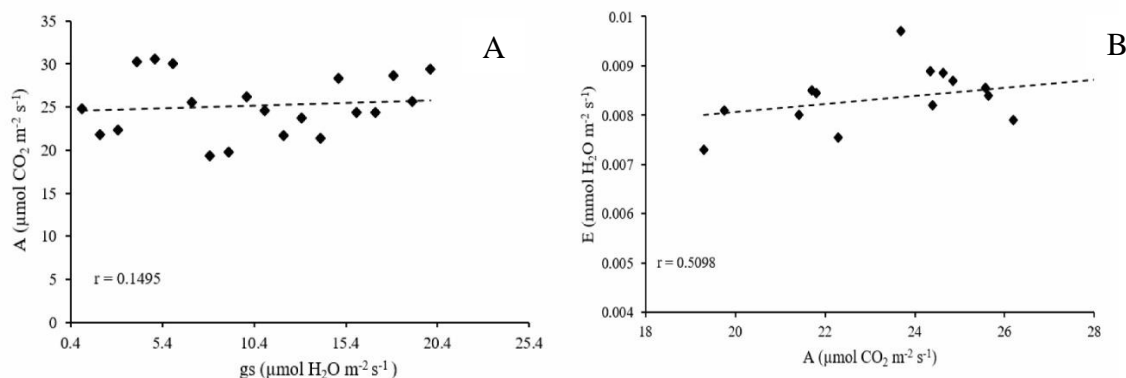 A
35
30
25
20
15
10
5
0
A (µmol CO₂ m⁻² s⁻¹)
r = 0.1495
0.4 5.4 10.4 15.4 20.4 25.4
gs (µmol H₂O m⁻² s⁻¹ )
B
0.01
0.009
0.008
0.007
0.006
0.005
0.004
E (mmol H₂O m⁻² s⁻¹)
r = 0.5098
18 20 22 24 26 28
A (µmol CO₂ m⁻² s⁻¹)